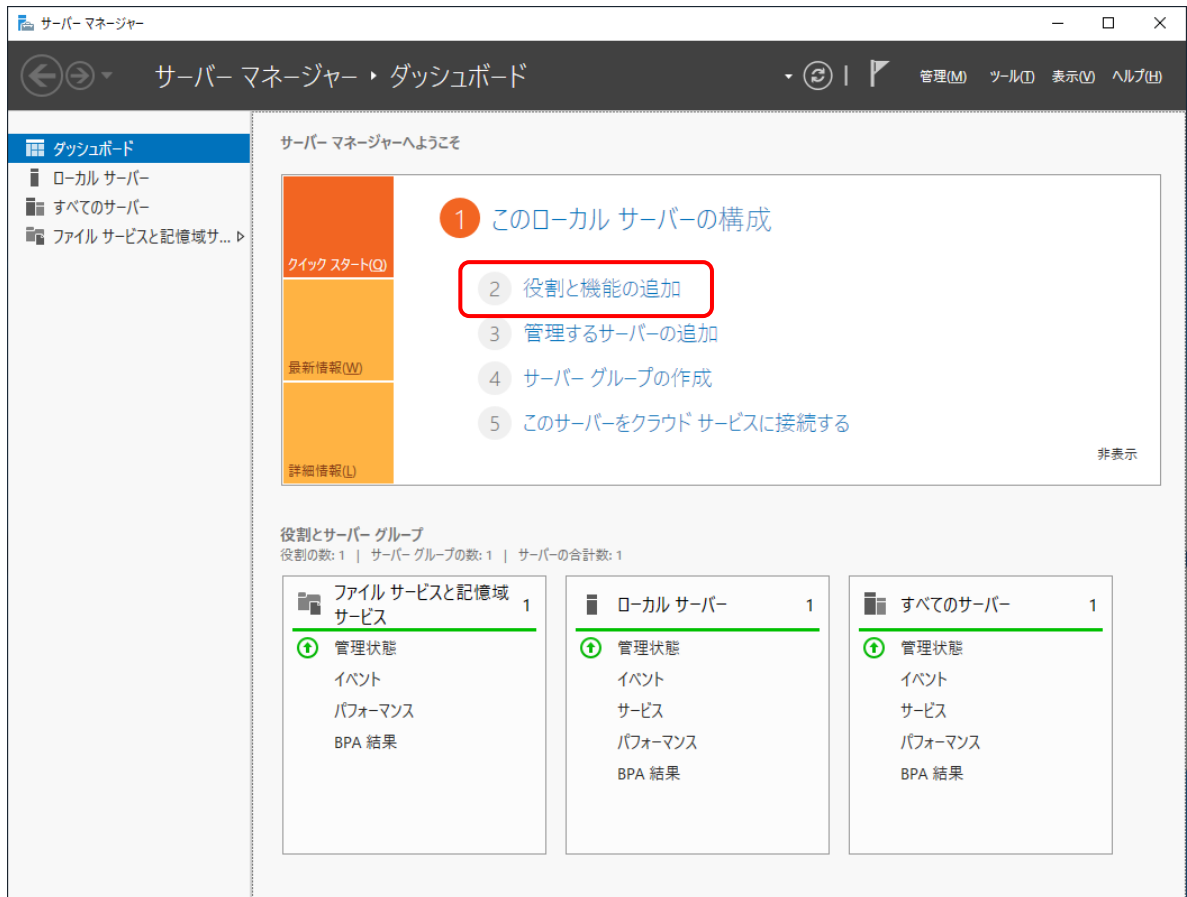 サーバー マネージャー
サーバー マネージャー ・ ダッシュボード
管理(M) ツール(T) 表示(V) ヘルプ(H)
ダッシュボード
ローカル サーバー
すべてのサーバー
ファイル サービスと記憶域サ...
サーバー マネージャーへようこそ
クイック スタート(Q)
最新情報(W)
詳細情報(L)
1 このローカル サーバーの構成
2 役割と機能の追加
3 管理するサーバーの追加
4 サーバー グループの作成
5 このサーバーをクラウド サービスに接続する
非表示
役割とサーバー グループ
役割の数: 1 | サーバー グループの数: 1 | サーバーの合計数: 1
ファイル サービスと記憶域
サービス 1
管理状態
イベント
パフォーマンス
BPA 結果
ローカル サーバー 1
管理状態
イベント
サービス
パフォーマンス
BPA 結果
すべてのサーバー 1
管理状態
イベント
サービス
パフォーマンス
BPA 結果